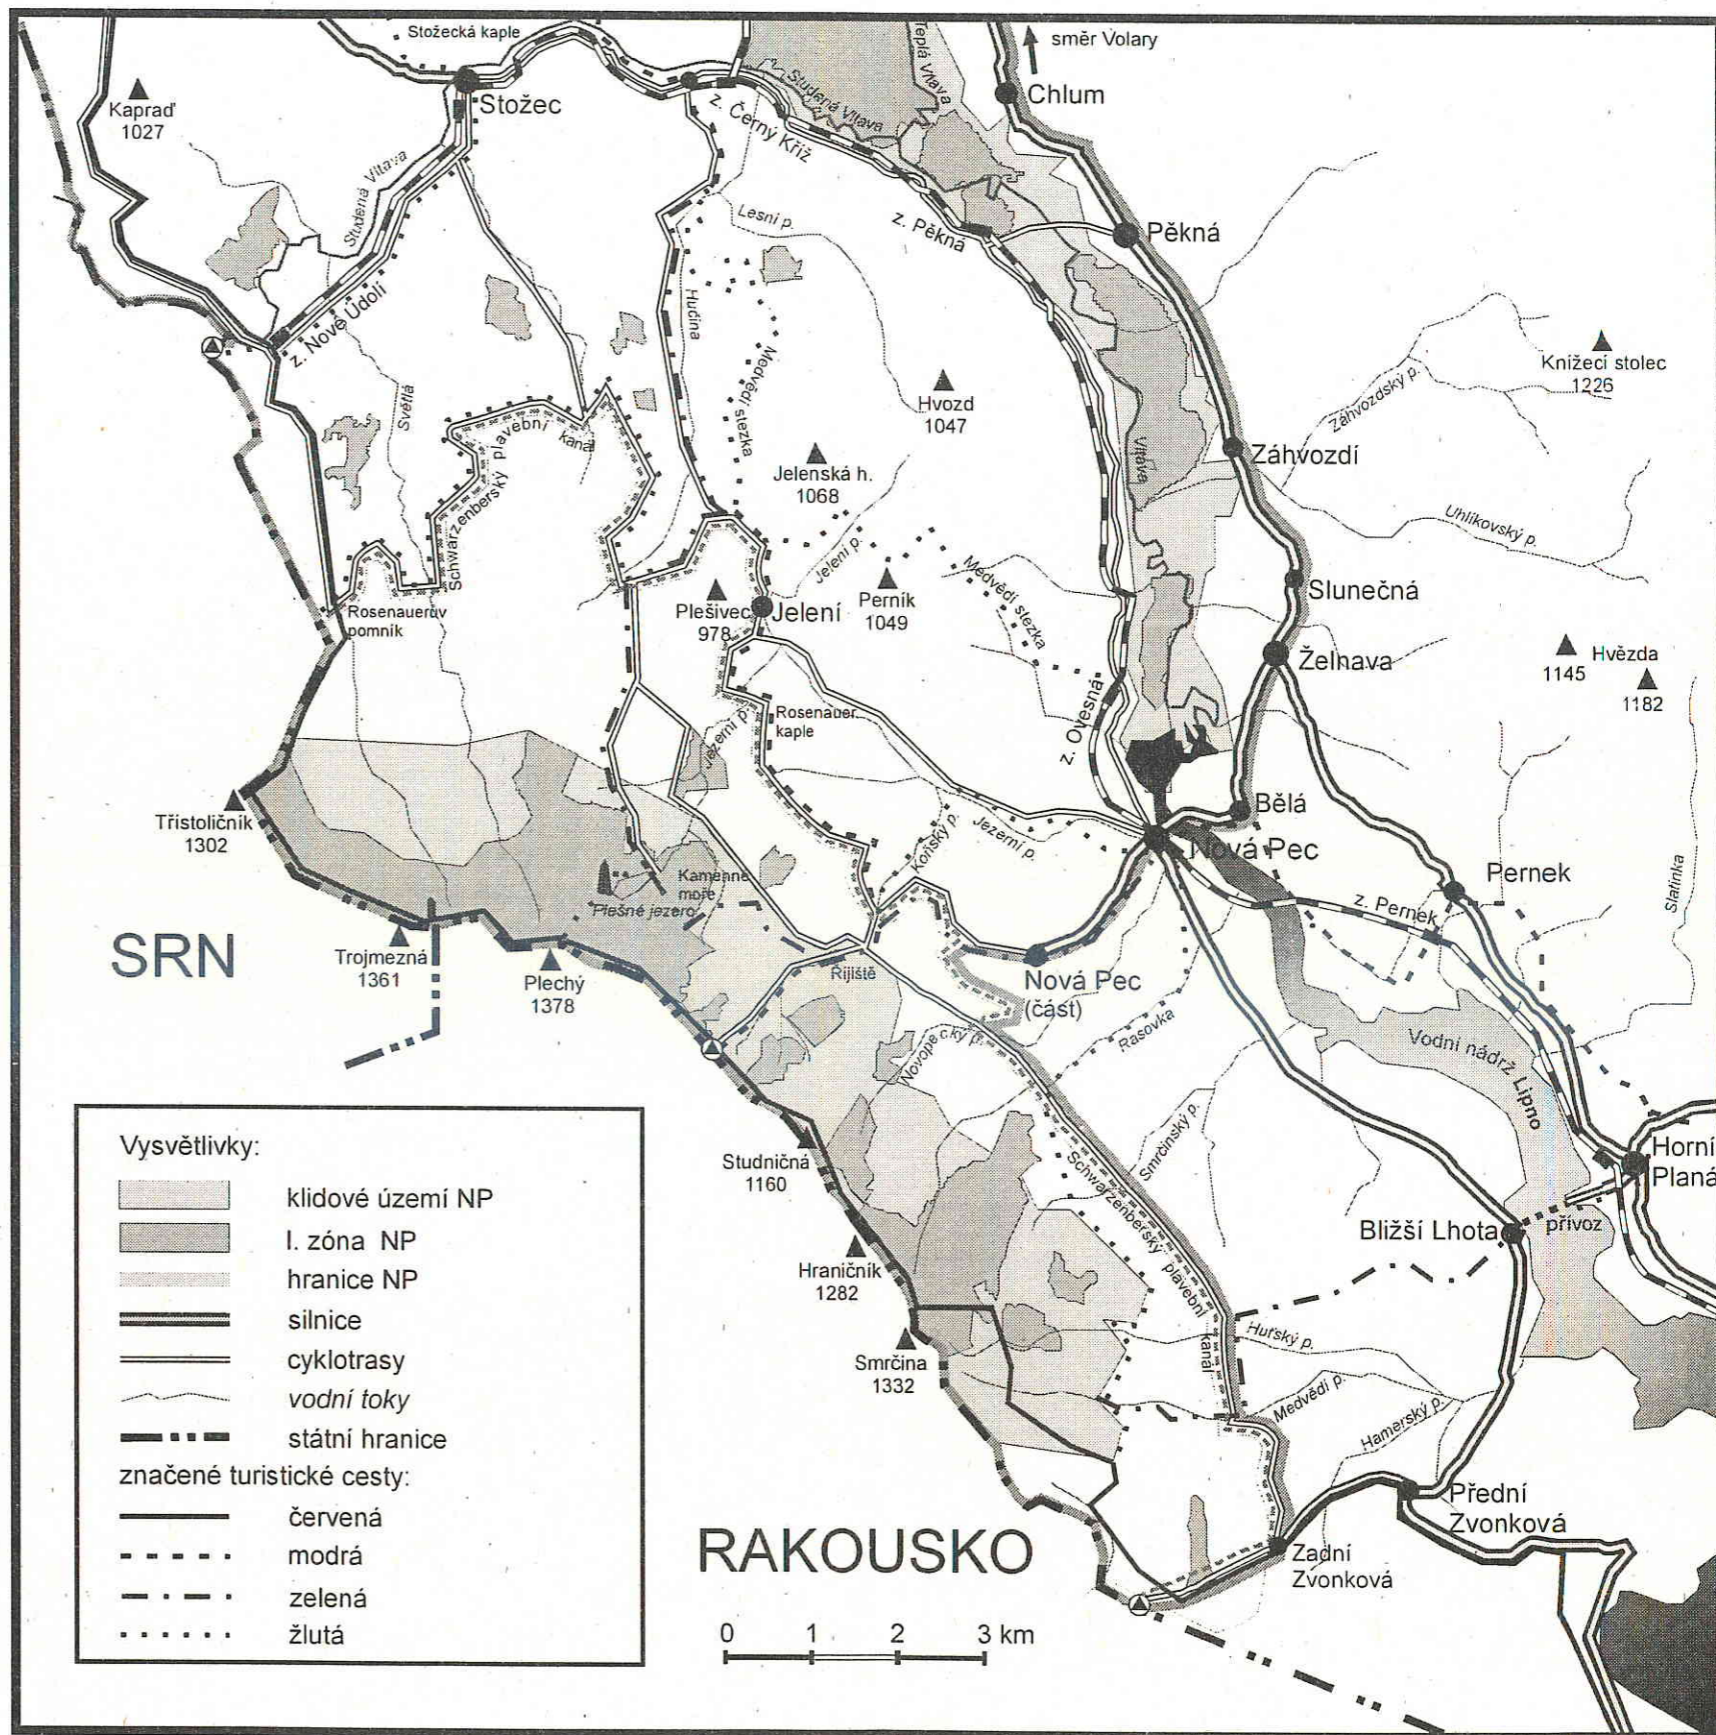 Stožecká kaple
směr Volary
Teplá Vltava
Kapraď
1027
Stožec
Studená Vltava
Chlum
z. Černý Kříž
Studená Vltava
Lesní p.
z. Pěkná
Pěkná
z. Nové Údolí
Hučina
Medvědí stezka
Světlá
Hvozd
1047
Knížecí stolec
1226
Záhvozdský p.
Schwarzenberský plavební kanál
Jelenská h.
1068
Vltava
Záhvozdí
Uhlíkovský p.
Jelení p.
Medvědí stezka
Rosenauerův
pomník
Plešivec
978
Jelení
Perník
1049
Slunečná
Želnava
1145
Hvězda
1182
Jezerní p.
Rosenauer.
kaple
z. Ovesná
Třístoličník
1302
Bělá
Koňský p.
Jezerní p.
Nová Pec
Pernek
Slatinka
Kamenné
moře
Plešné jezero
z. Pernek
SRN
Trojmezná
1361
Plechý
1378
Říjiště
Nová Pec
(část)
Novopecký p.
Rasovka
Vodní nádrž Lipno
Smrčinský p.
Horní
Planá
Studničná
1160
Schwarzenberský plavební kanál
Bližší Lhota
přívoz
Hraničník
1282
Huťský p.
Smrčina
1332
Medvědí p.
Hamerský p.
Přední
Zvonková
RAKOUSKO
Zadní
Zvonková
0 1 2 3 km
Vysvětlivky:
klidové území NP
I. zóna NP
hranice NP
silnice
cyklotrasy
vodní toky
státní hranice
značené turistické cesty:
červená
modrá
zelená
žlutá